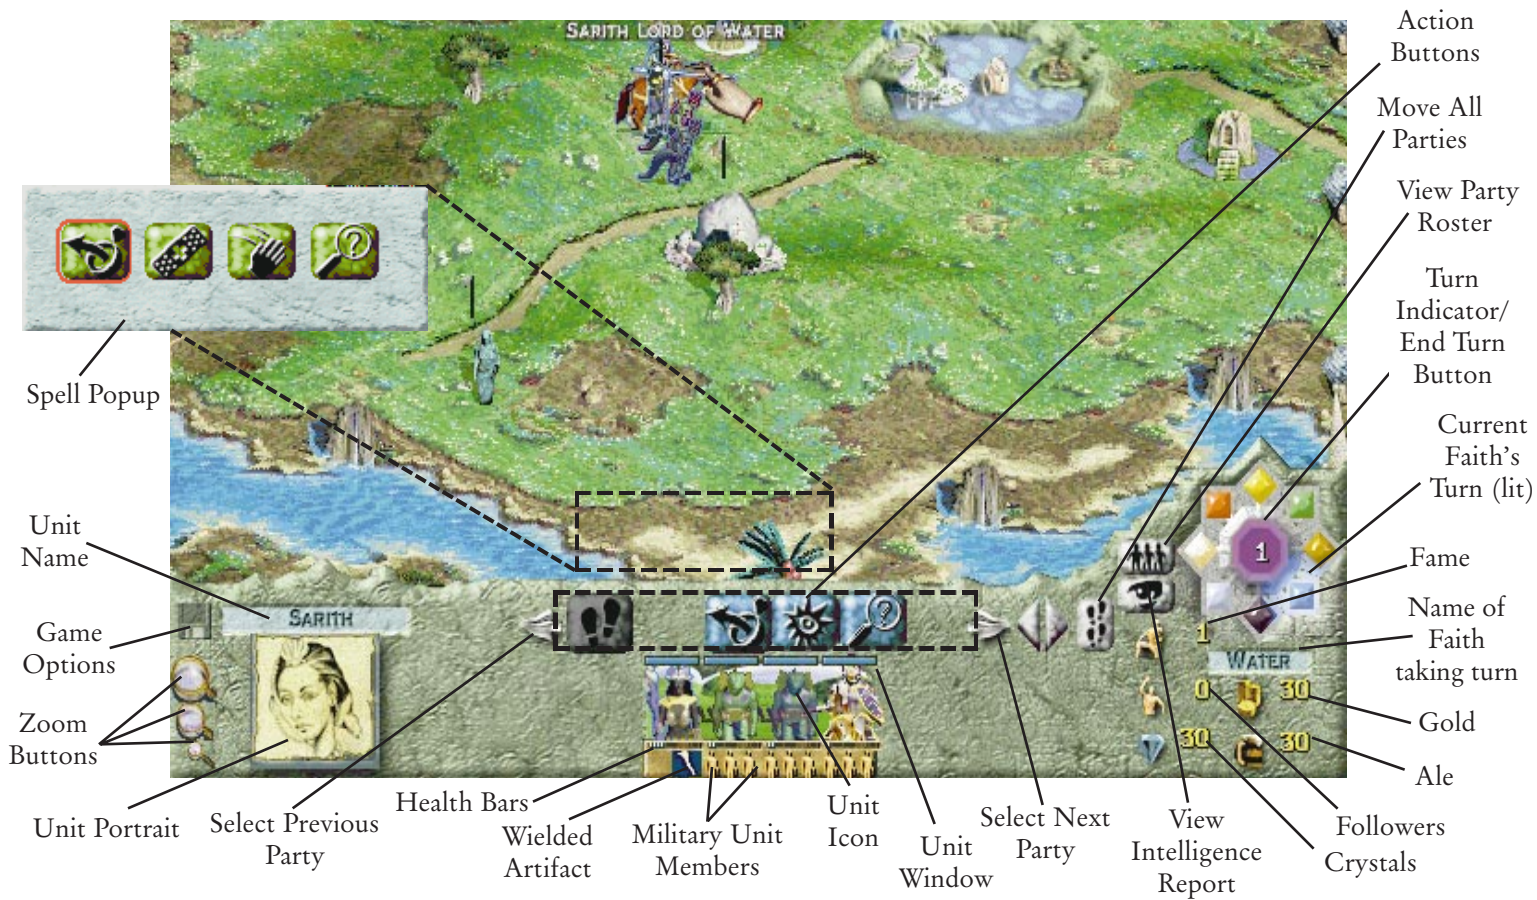 SARITH LORD OF WATER
Action
Buttons
Move All
Parties
View Party
Roster
Turn
Indicator/
End Turn
Button
Current
Faith's
Turn (lit)
Fame
Name of
Faith
taking turn
Gold
Ale
Followers
Crystals
Spell Popup
Unit
Name
Game
Options
Zoom
Buttons
Unit Portrait
Select Previous
Party
Health Bars
Wielded
Artifact
Military Unit
Members
Unit
Icon
Unit
Window
Select Next
Party
View
Intelligence
Report
SARITH
1
1
WATER
0
30
30
30